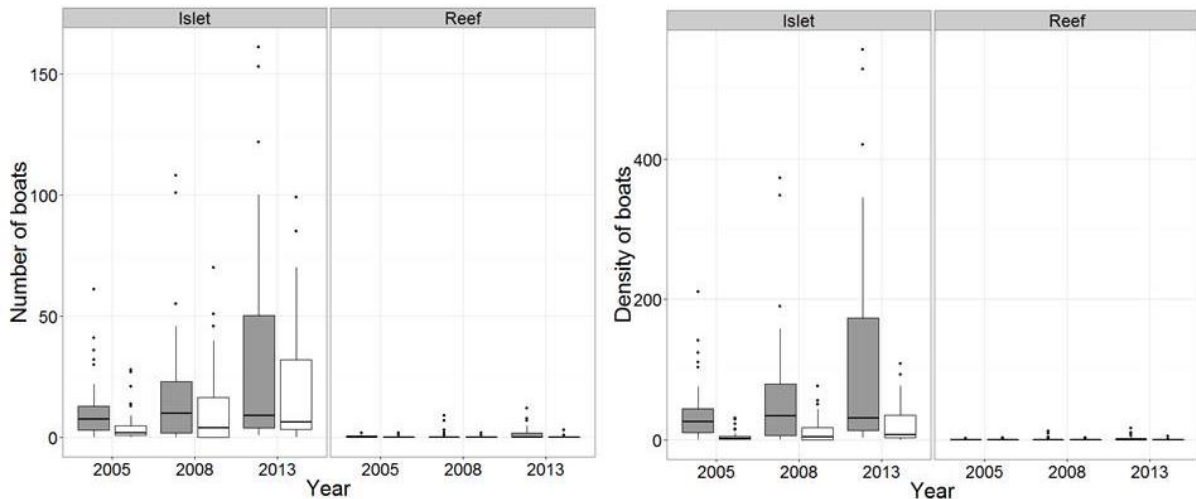 Islet Reef
Number of boats
150
100
50
0
2005 2008 2013 2005 2008 2013
Year
Islet Reef
Density of boats
400
200
0
2005 2008 2013 2005 2008 2013
Year